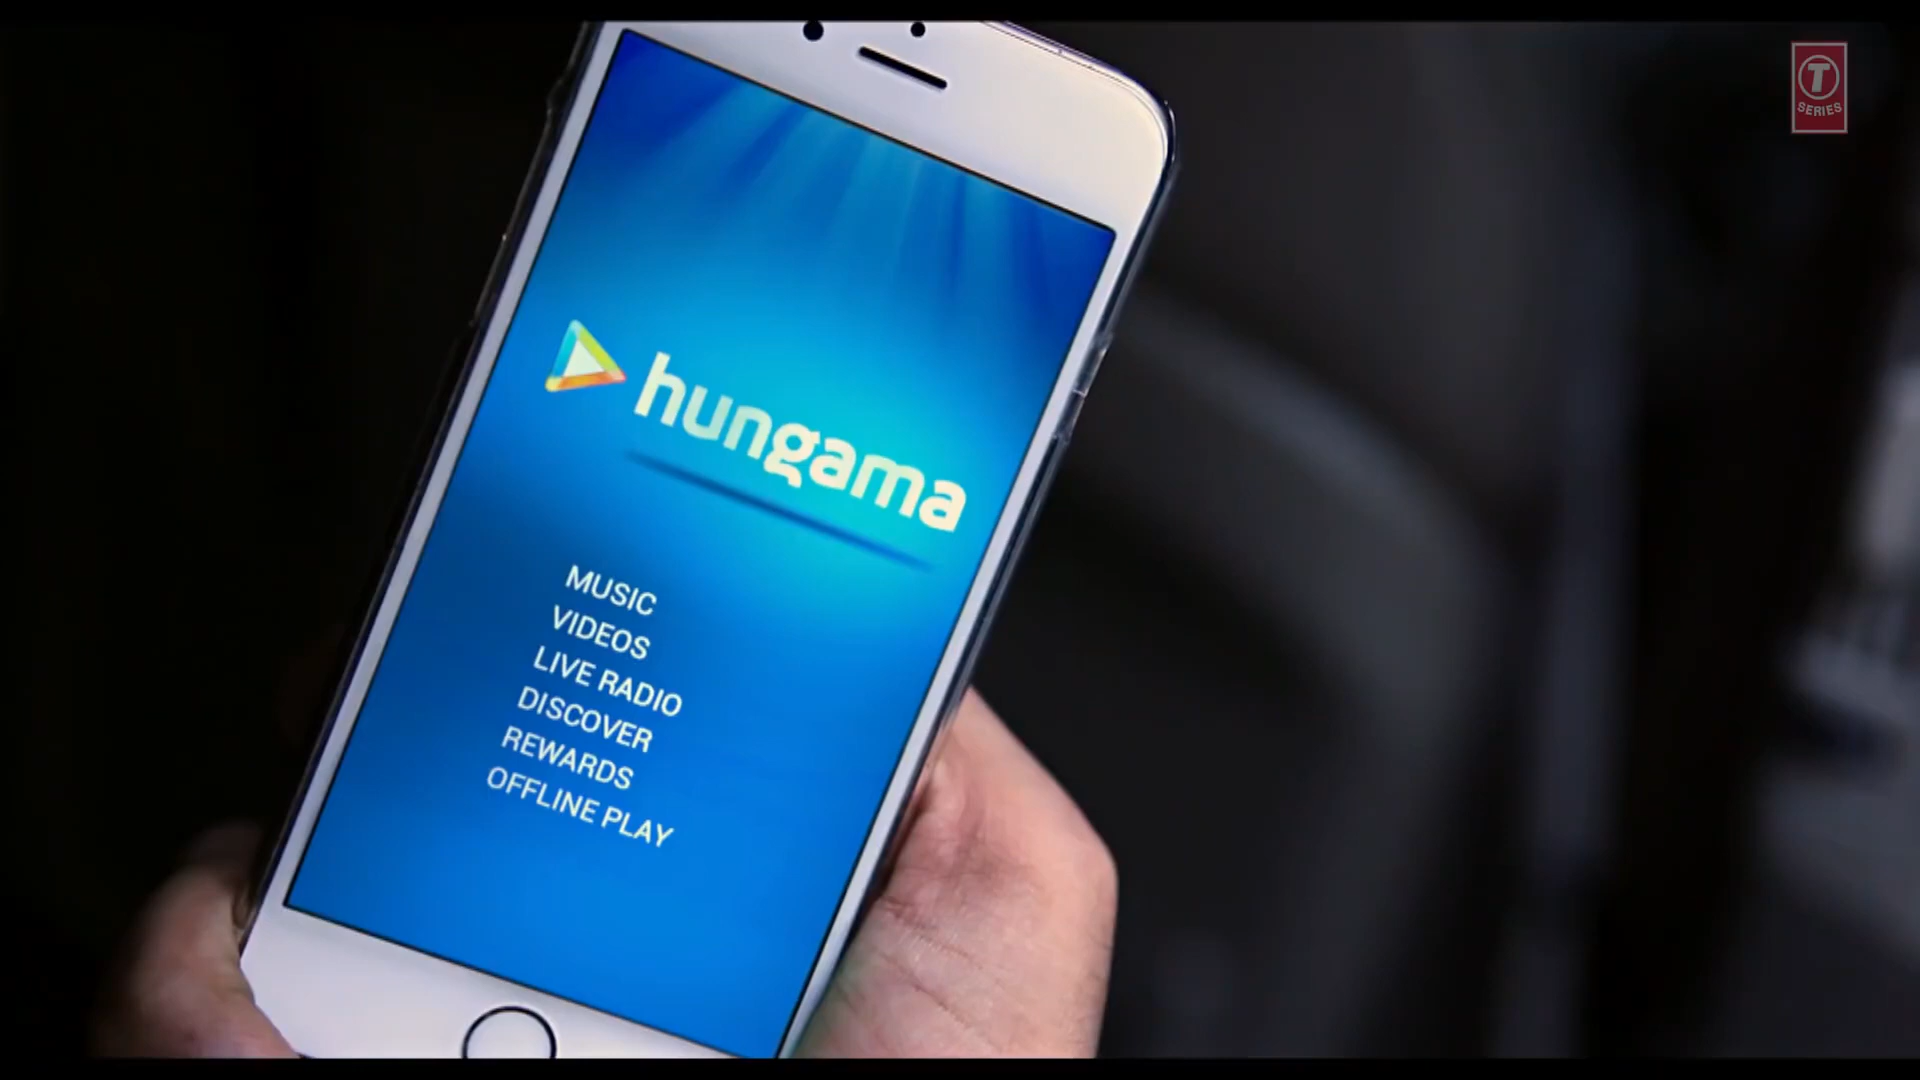 T
SERIES
hungama
MUSIC
VIDEOS
LIVE RADIO
DISCOVER
REWARDS
OFFLINE PLAY